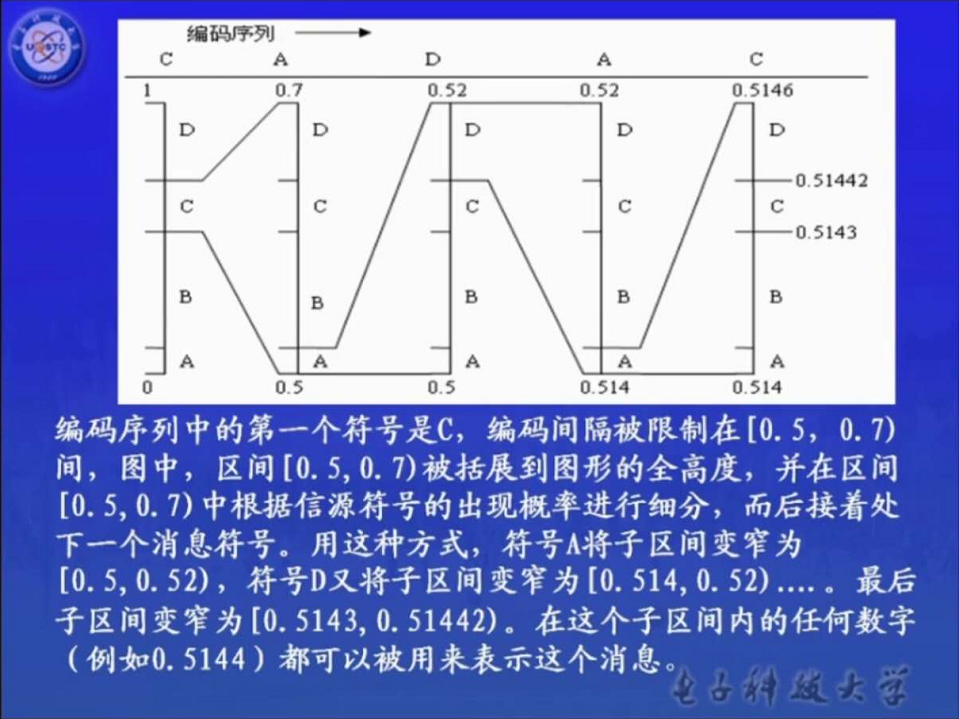 编码序列
C A D A C
1 0.7 0.52 0.52 0.5146
D D D D D
0.51442
C C C C C
0.5143
B B B B B
A A A A A
0 0.5 0.5 0.514 0.514
编码序列中的第一个符号是C，编码间隔被限制在[0.5，0.7)
间，图中，区间[0.5,0.7)被括展到图形的全高度，并在区间
[0.5,0.7)中根据信源符号的出现概率进行细分，而后接着处
下一个消息符号。用这种方式，符号A将子区间变窄为
[0.5,0.52)，符号D又将子区间变窄为[0.514,0.52)....。最后
子区间变窄为[0.5143,0.51442)。在这个子区间内的任何数字
（例如0.5144）都可以被用来表示这个消息。
电子科技大学